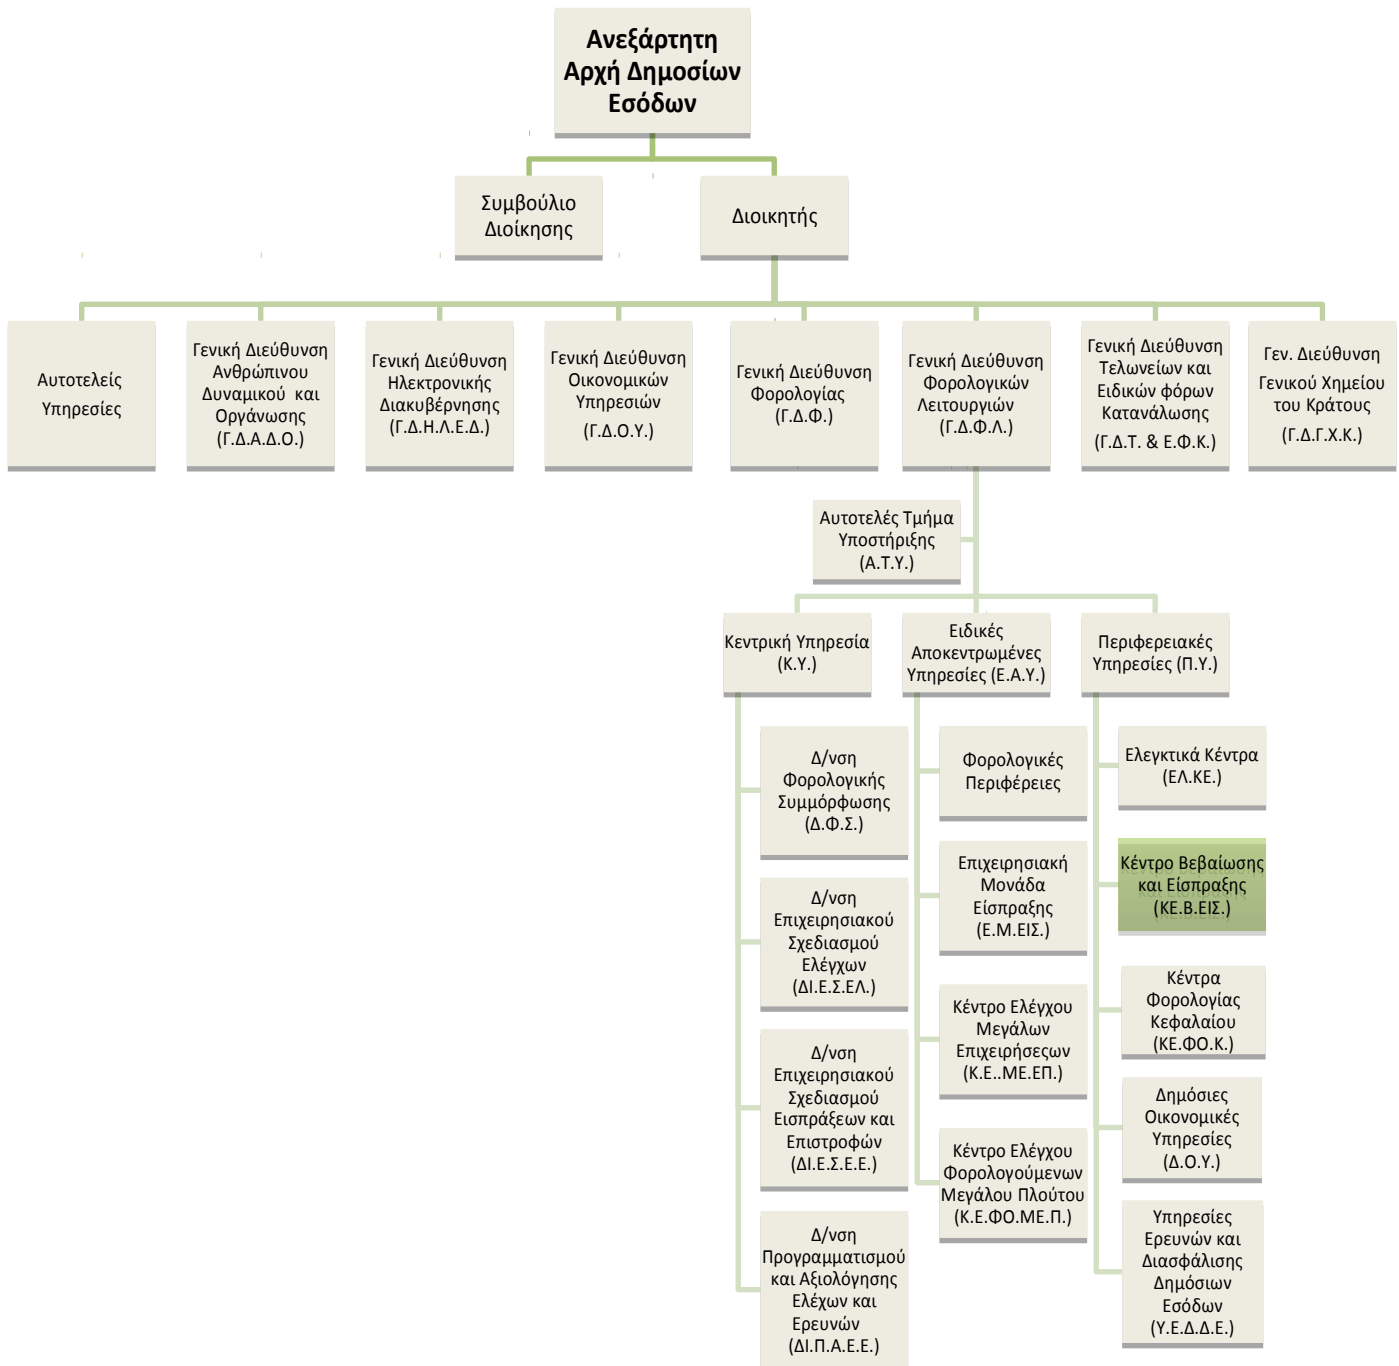 Ανεξάρτητη
Αρχή Δημοσίων
Εσόδων
Συμβούλιο
Διοίκησης
Διοικητής
Αυτοτελείς
Υπηρεσίες
Γενική Διεύθυνση
Ανθρώπινου
Δυναμικού και
Οργάνωσης
(Γ.Δ.Α.Δ.Ο.)
Γενική Διεύθυνση
Ηλεκτρονικής
Διακυβέρνησης
(Γ.Δ.Η.Λ.Ε.Δ.)
Γενική Διεύθυνση
Οικονομικών
Υπηρεσιών
(Γ.Δ.Ο.Υ.)
Γενική Διεύθυνση
Φορολογίας
(Γ.Δ.Φ.)
Γενική Διεύθυνση
Φορολογικών
Λειτουργιών
(Γ.Δ.Φ.Λ.)
Γενική Διεύθυνση
Τελωνείων και
Ειδικών φόρων
Κατανάλωσης
(Γ.Δ.Τ. & Ε.Φ.Κ.)
Γεν. Διεύθυνση
Γενικού Χημείου
του Κράτους
(Γ.Δ.Γ.Χ.Κ.)
Αυτοτελές Τμήμα
Υποστήριξης
(Α.Τ.Υ.)
Κεντρική Υπηρεσία
(Κ.Υ.)
Ειδικές
Αποκεντρωμένες
Υπηρεσίες (Ε.Α.Υ.)
Περιφερειακές
Υπηρεσίες (Π.Υ.)
Δ/νση
Φορολογικής
Συμμόρφωσης
(Δ.Φ.Σ.)
Δ/νση
Επιχειρησιακού
Σχεδιασμού
Ελέγχων
(ΔΙ.Ε.Σ.ΕΛ.)
Δ/νση
Επιχειρησιακού
Σχεδιασμού
Εισπράξεων και
Επιστροφών
(ΔΙ.Ε.Σ.Ε.Ε.)
Δ/νση
Προγραμματισμού
και Αξιολόγησης
Ελέχων και
Ερευνών
(ΔΙ.Π.Α.Ε.Ε.)
Φορολογικές
Περιφέρειες
Επιχειρησιακή
Μονάδα
Είσπραξης
(Ε.Μ.ΕΙΣ.)
Κέντρο Ελέγχου
Μεγάλων
Επιχειρήσεςων
(Κ.Ε..ΜΕ.ΕΠ.)
Κέντρο Ελέγχου
Φορολογούμενων
Μεγάλου Πλούτου
(Κ.Ε.ΦΟ.ΜΕ.Π.)
Ελεγκτικά Κέντρα
(ΕΛ.ΚΕ.)
Κέντρο Βεβαίωσης
και Είσπραξης
(ΚΕ.Β.ΕΙΣ.)
Κέντρα
Φορολογίας
Κεφαλαίου
(ΚΕ.ΦΟ.Κ.)
Δημόσιες
Οικονομικές
Υπηρεσίες
(Δ.Ο.Υ.)
Υπηρεσίες
Ερευνών και
Διασφάλισης
Δημόσιων
Εσόδων
(Υ.Ε.Δ.Δ.Ε.)